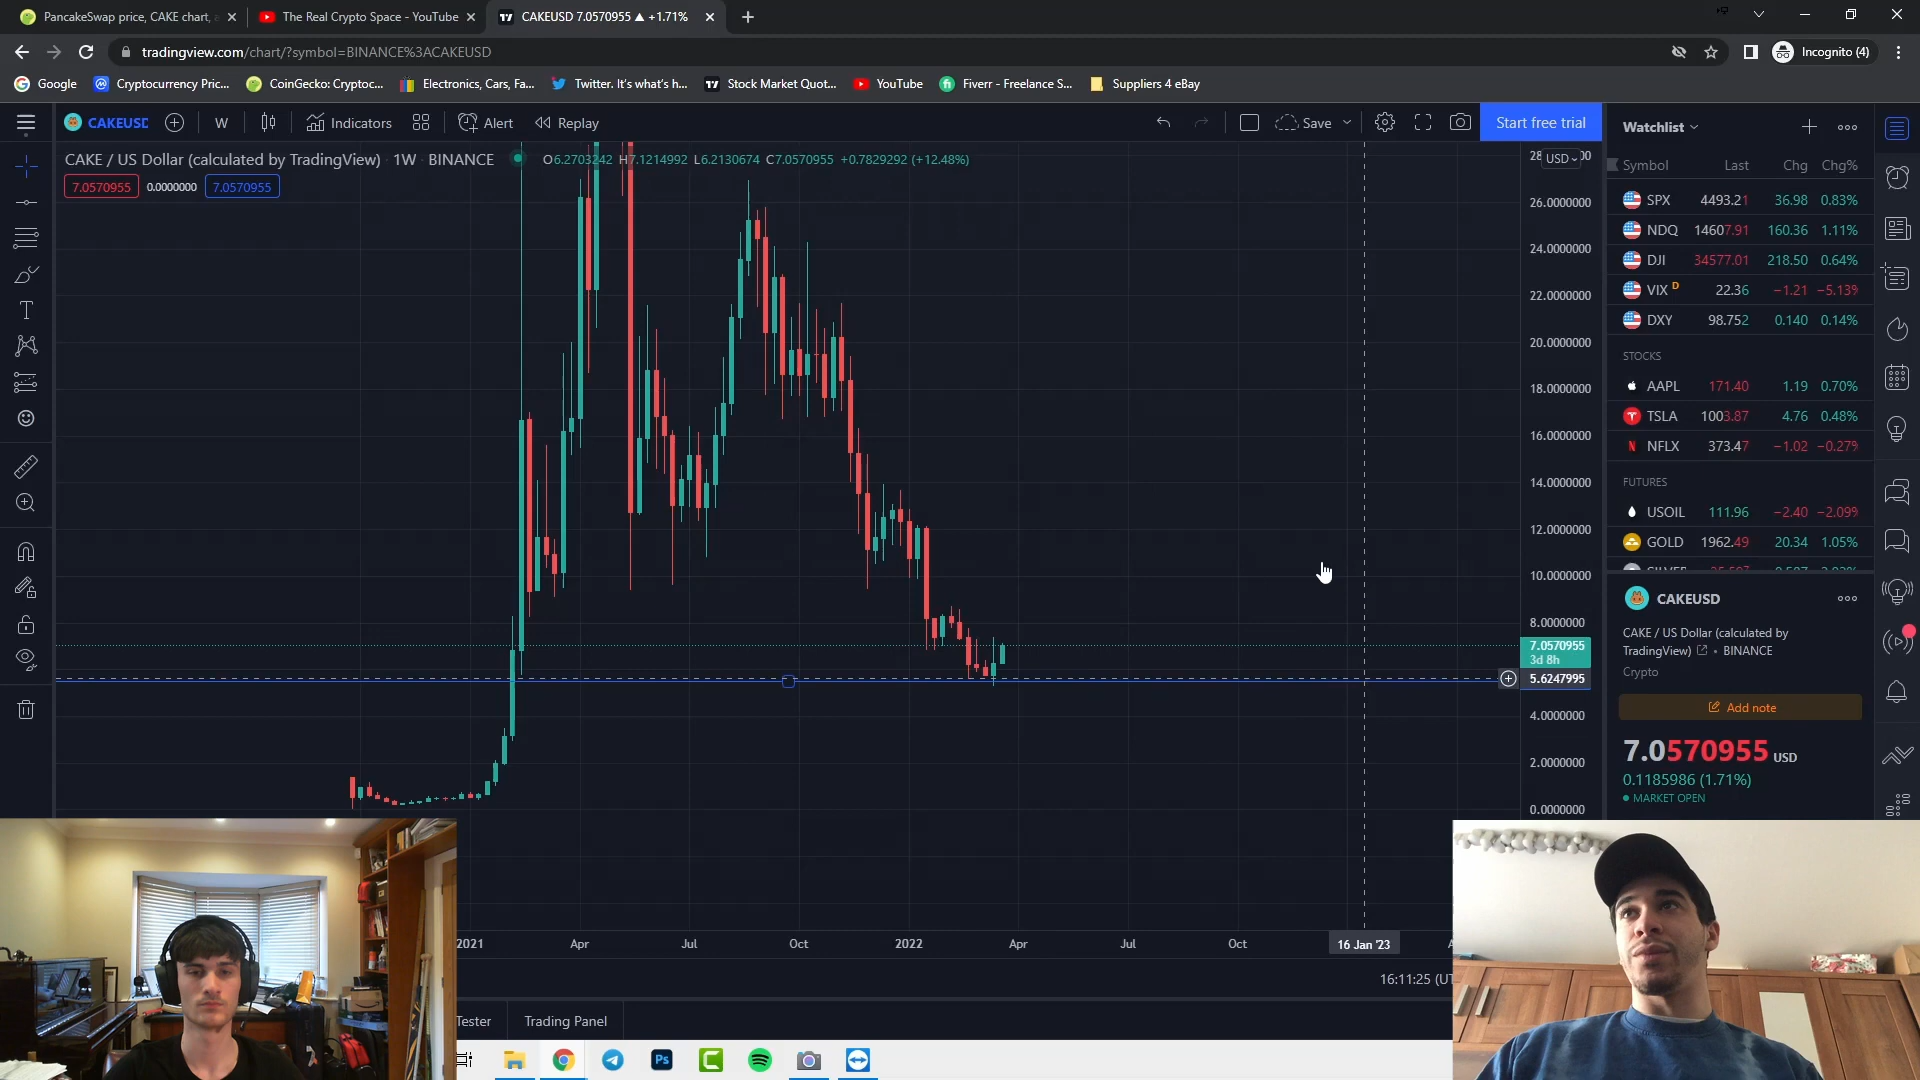 PancakeSwap price, CAKE chart,
The Real Crypto Space - YouTube
CAKEUSD 7.0570955 ▲ +1.71%
tradingview.com/chart/?symbol=BINANCE%3ACAKEUSD
Incognito (4)
Google
Cryptocurrency Pric...
CoinGecko: Cryptoc...
Electronics, Cars, Fa...
Twitter. It's what's h...
Stock Market Quot...
YouTube
Fiverr - Freelance S...
Suppliers 4 eBay
CAKEUSD
W
Indicators
Alert
Replay
Save
Start free trial
CAKE / US Dollar (calculated by TradingView) · 1W · BINANCE
O6.2703242 H7.1214992 L6.2130674 C7.0570955 +0.7829292 (+12.48%)
7.0570955 0.0000000 7.0570955
USD
26.0000000
24.0000000
22.0000000
20.0000000
18.0000000
16.0000000
14.0000000
12.0000000
10.0000000
8.0000000
7.0570955
3d 8h
5.6247995
4.0000000
2.0000000
0.0000000
2021
Apr
Jul
Oct
2022
Apr
Jul
Oct
16 Jan '23
16:11:25 (UT
Tester
Trading Panel
Ps
Watchlist
Symbol Last Chg Chg%
SPX 4493.21 36.98 0.83%
NDQ 14607.91 160.36 1.11%
DJI 34577.01 218.50 0.64%
VIX D 22.36 −1.21 −5.13%
DXY 98.752 0.140 0.14%
STOCKS
AAPL 171.40 1.19 0.70%
TSLA 1003.87 4.76 0.48%
NFLX 373.47 −1.02 −0.27%
FUTURES
USOIL 111.96 −2.40 −2.09%
GOLD 1962.49 20.34 1.05%
CAKEUSD
CAKE / US Dollar (calculated by
TradingView) • BINANCE
Crypto
Add note
7.0570955 USD
0.1185986 (1.71%)
MARKET OPEN